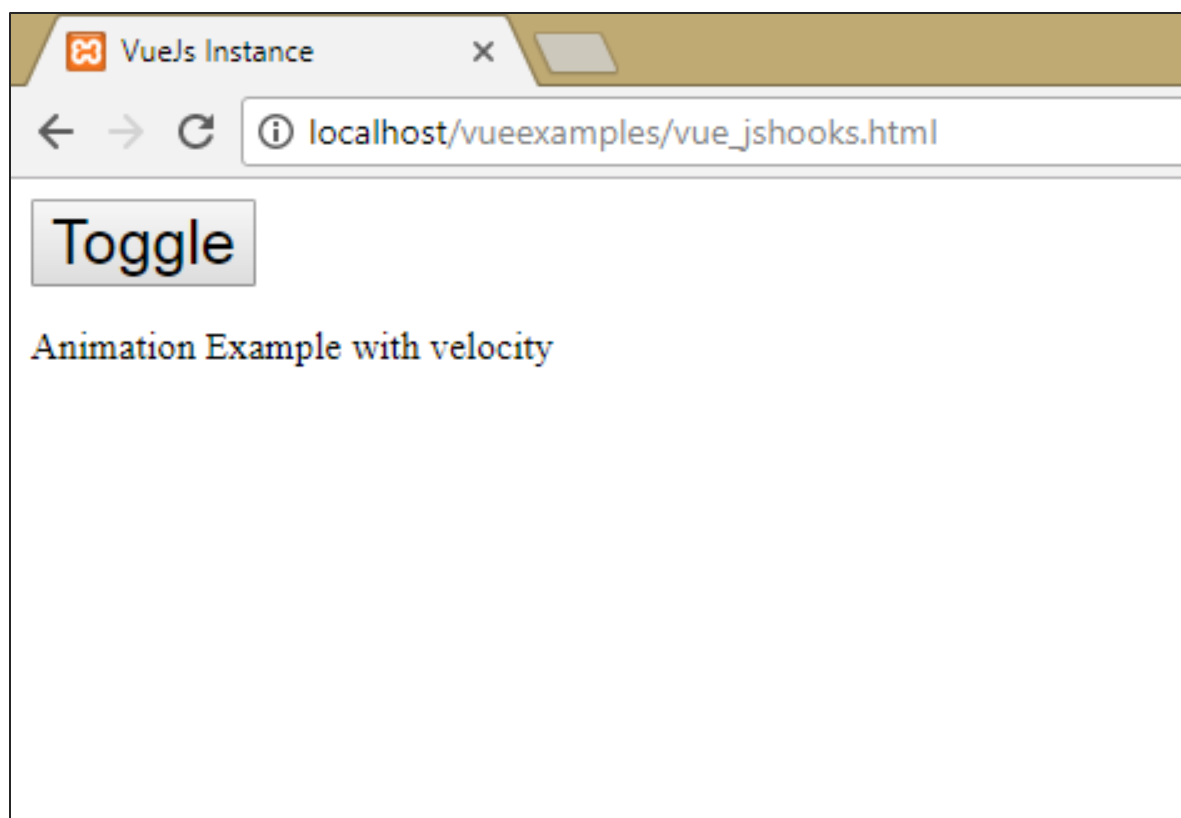 VueJs Instance
localhost/vueexamples/vue_jshooks.html
Toggle
Animation Example with velocity